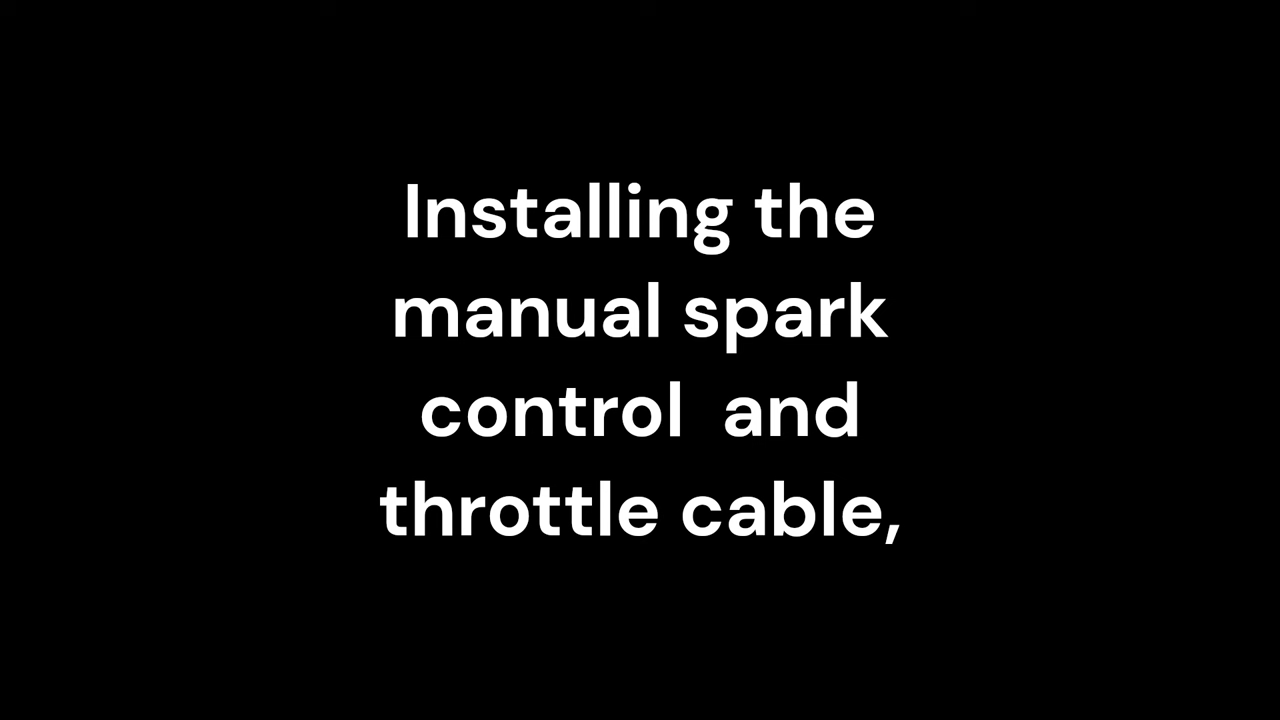 Installing the
manual spark
control  and
throttle cable,